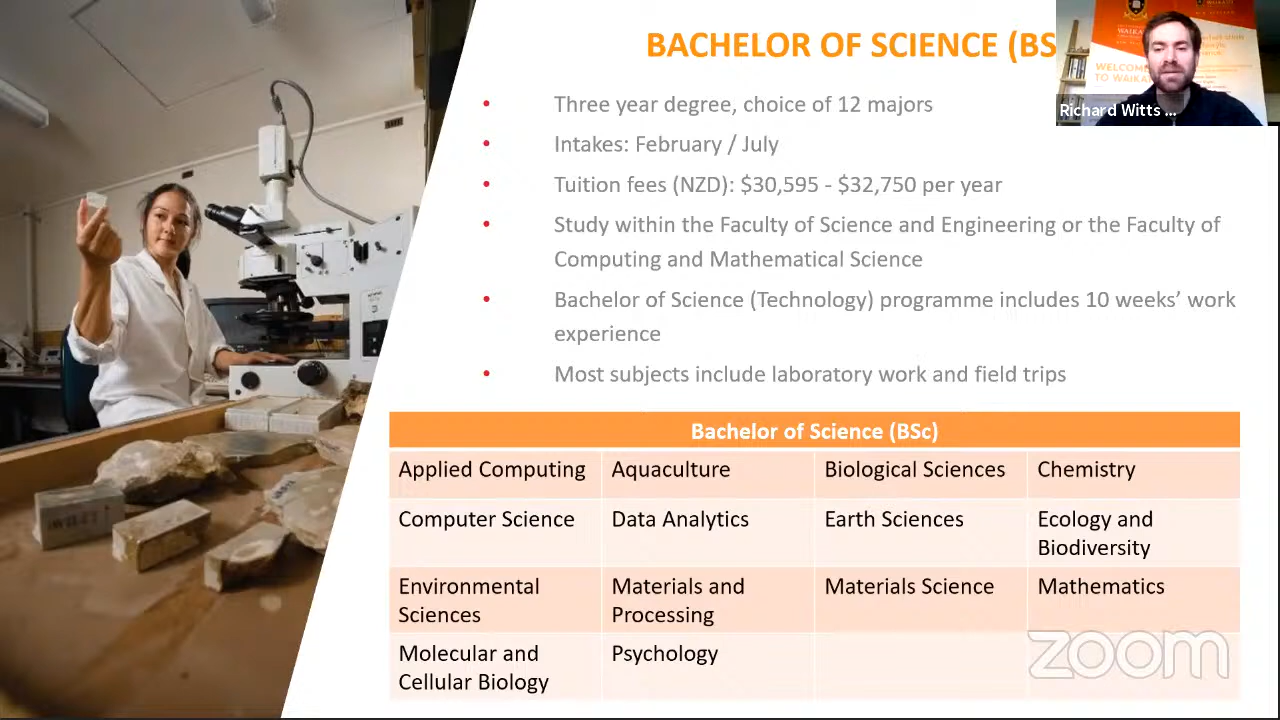 BACHELOR OF SCIENCE (BS
WELCOME
TO WAIKA
Richard Witts ...
• Three year degree, choice of 12 majors
• Intakes: February / July
• Tuition fees (NZD): $30,595 - $32,750 per year
• Study within the Faculty of Science and Engineering or the Faculty of
Computing and Mathematical Science
• Bachelor of Science (Technology) programme includes 10 weeks’ work
experience
• Most subjects include laboratory work and field trips
Bachelor of Science (BSc)
Applied Computing Aquaculture Biological Sciences Chemistry
Computer Science Data Analytics Earth Sciences Ecology and
Biodiversity
Environmental Materials and Materials Science Mathematics
Sciences Processing
Molecular and Psychology
Cellular Biology
zoom